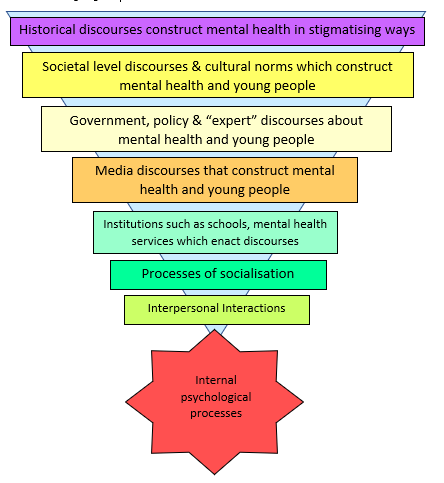 Historical discourses construct mental health in stigmatising ways
Societal level discourses & cultural norms which construct
mental health and young people
Government, policy & “expert” discourses about
mental health and young people
Media discourses that construct mental
health and young people
Institutions such as schools, mental health
services which enact discourses
Processes of socialisation
Interpersonal Interactions
Internal
psychological
processes